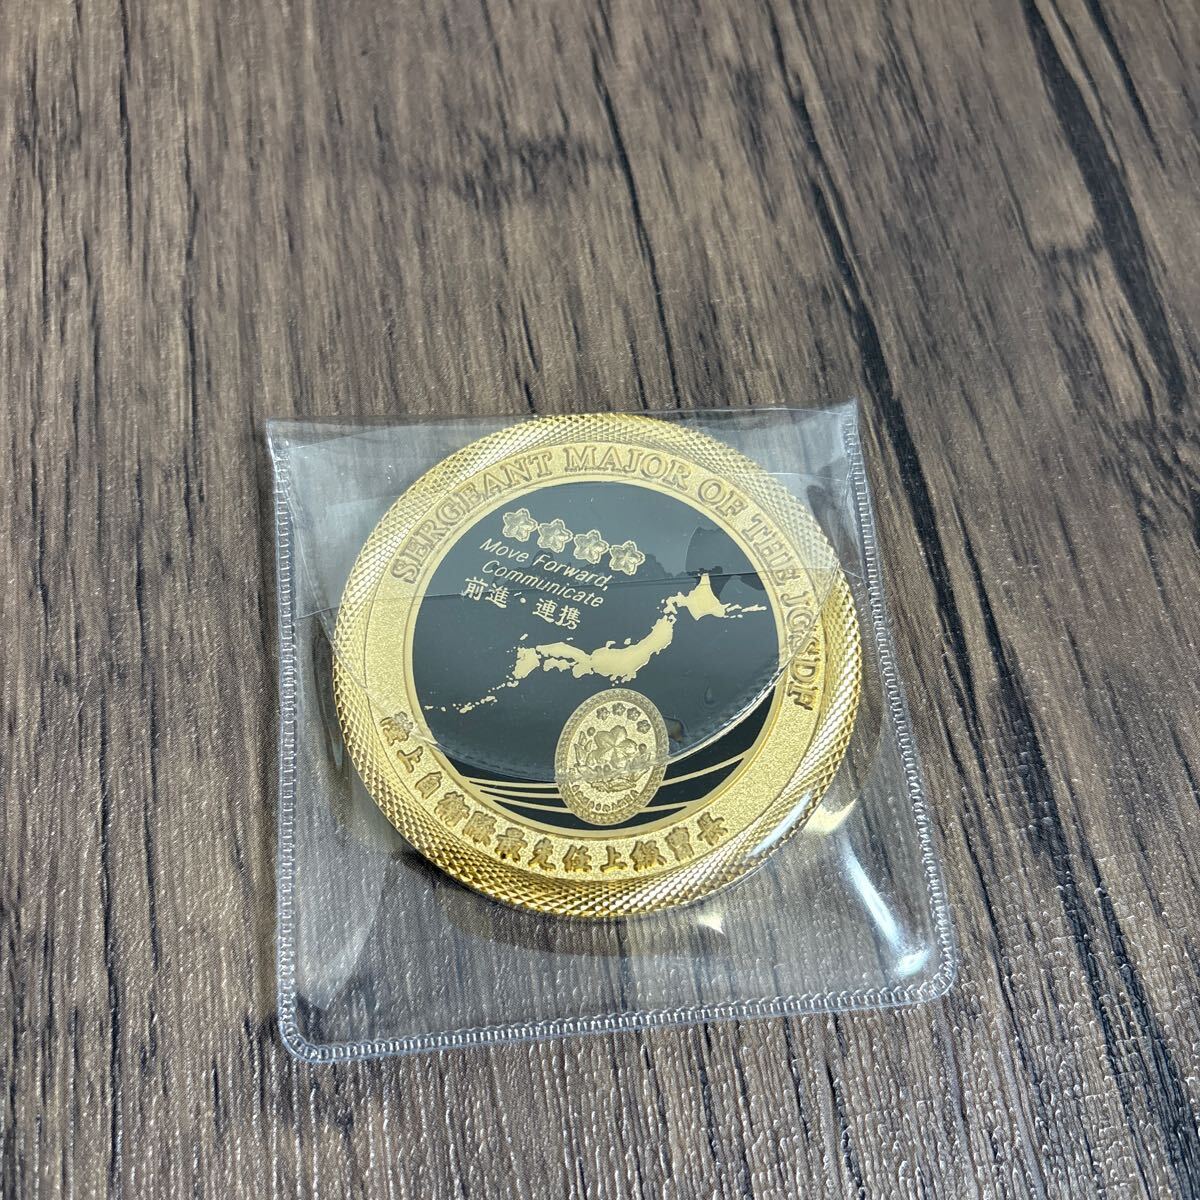 SERGEANT MAJOR OF THE JGSDF
Move Forward,
Communicate
前進・連携
陸上自衛隊最先任上級曹長